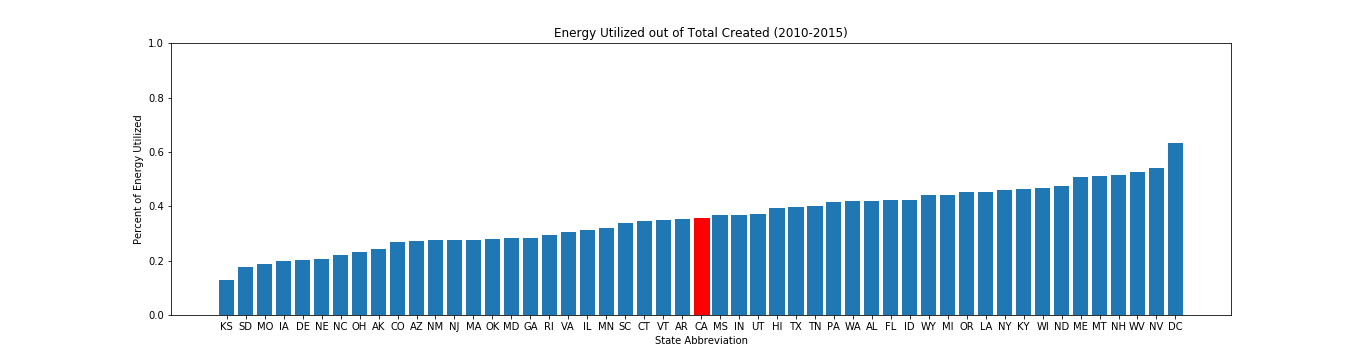 Energy Utilized out of Total Created (2010-2015)
1.0
0.8
0.6
0.4
0.2
0.0
Percent of Energy Utilized
KS SD MO IA DE NE NC OH AK CO AZ NM NJ MA OK MD GA RI VA IL MN SC CT VT AR CA MS IN UT HI TX TN PA WA AL FL ID WY MI OR LA NY KY WI ND ME MT NH WV NV DC
State Abbreviation